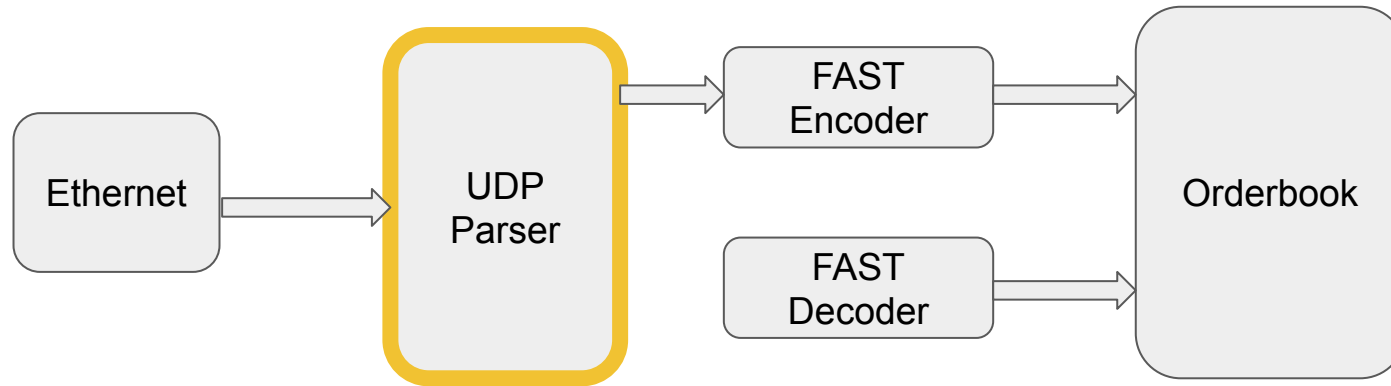 Ethernet
UDP
Parser
FAST
Encoder
FAST
Decoder
Orderbook